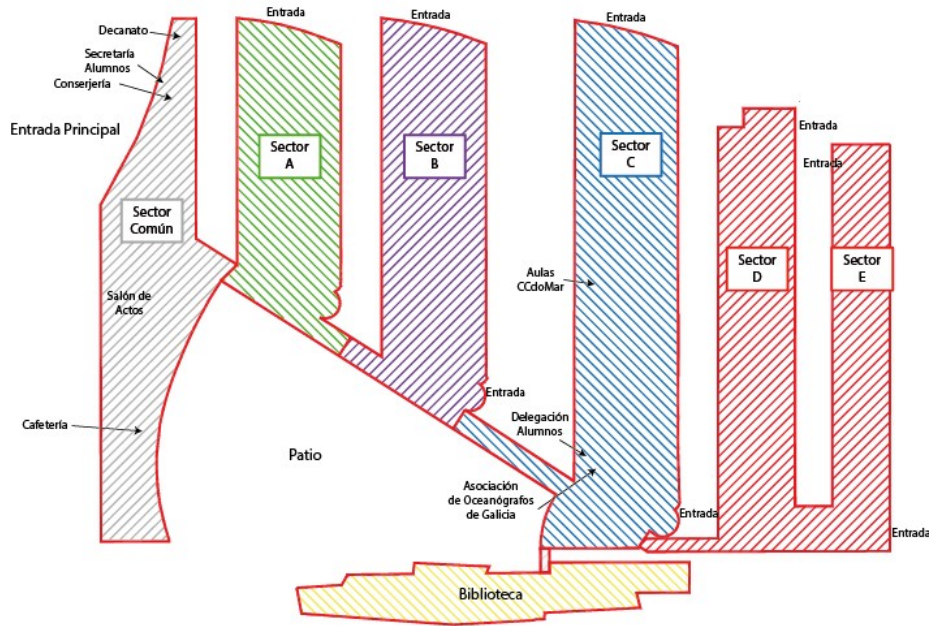 Entrada
Entrada
Entrada
Decanato
Secretaría
Alumnos
Conserjería
Entrada Principal
Entrada
Entrada
Sector
A
Sector
B
Sector
C
Sector
Común
Sector
D
Sector
E
Aulas
CCdoMar
Salón de
Actos
Entrada
Cafetería
Delegación
Alumnos
Patio
Asociación
de Oceanógrafos
de Galicia
Entrada
Entrada
Biblioteca